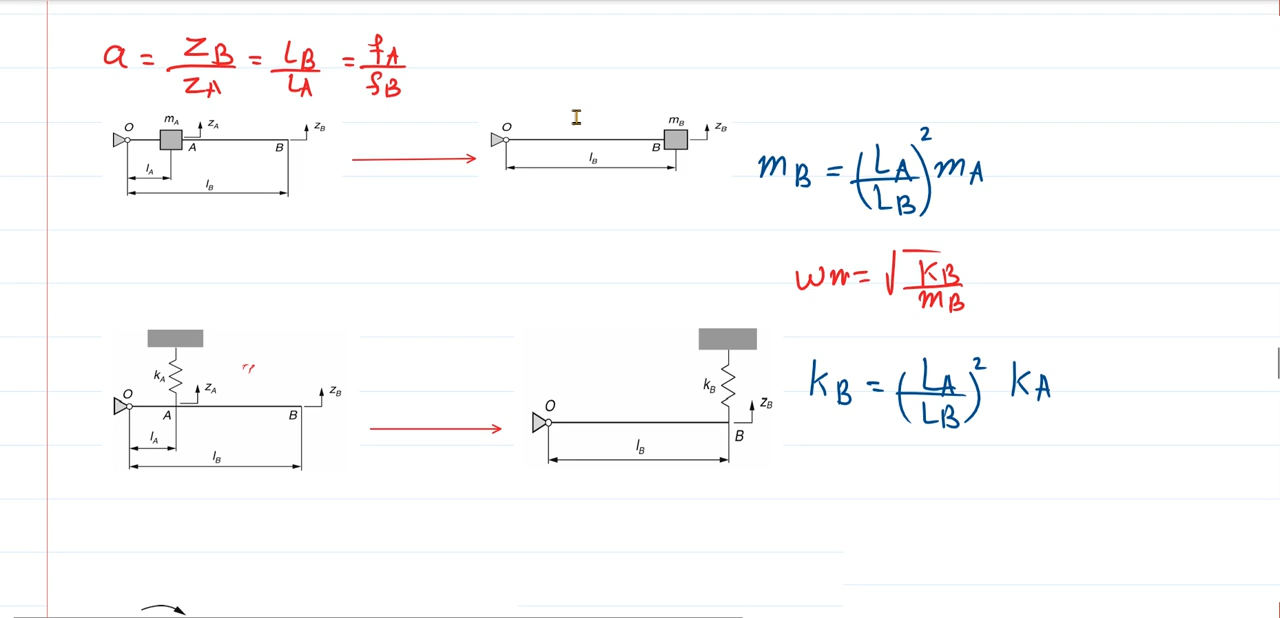 a = Z_B/Z_A = L_B/L_A = f_A/f_B
O m_A z_A z_B
A B
l_A
l_B
O m_B z_B
B
l_B
m_B = (L_A/L_B)^2 m_A
wn = √(K_B/m_B)
k_A
O z_A z_B
A B
l_A
l_B
k_B
O z_B
B
l_B
k_B = (L_A/L_B)^2 K_A